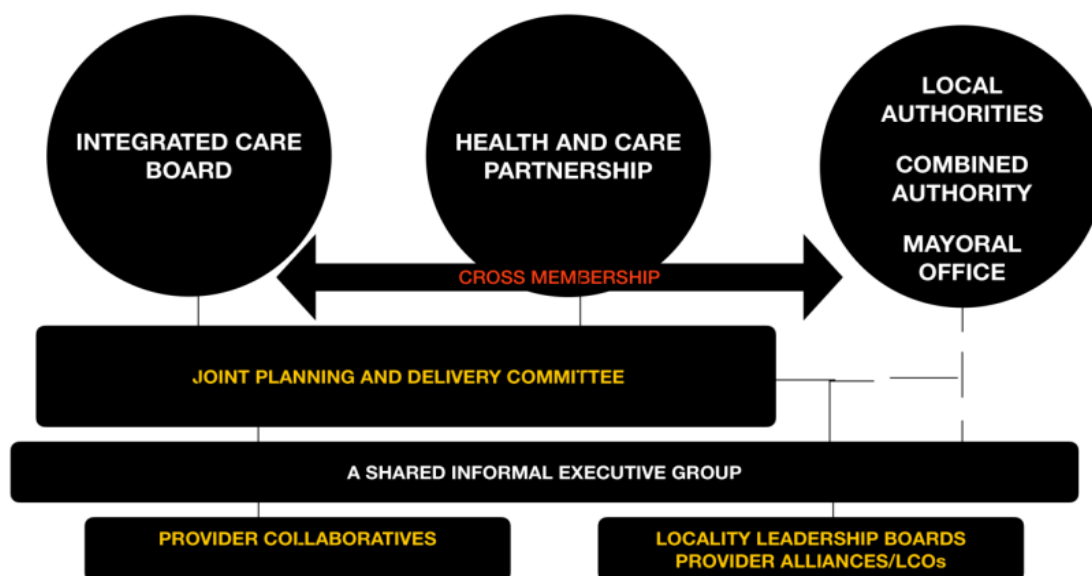 INTEGRATED CARE
BOARD
HEALTH AND CARE
PARTNERSHIP
LOCAL
AUTHORITIES
COMBINED
AUTHORITY
MAYORAL
OFFICE
CROSS MEMBERSHIP
JOINT PLANNING AND DELIVERY COMMITTEE
A SHARED INFORMAL EXECUTIVE GROUP
PROVIDER COLLABORATIVES
LOCALITY LEADERSHIP BOARDS
PROVIDER ALLIANCES/LCOs